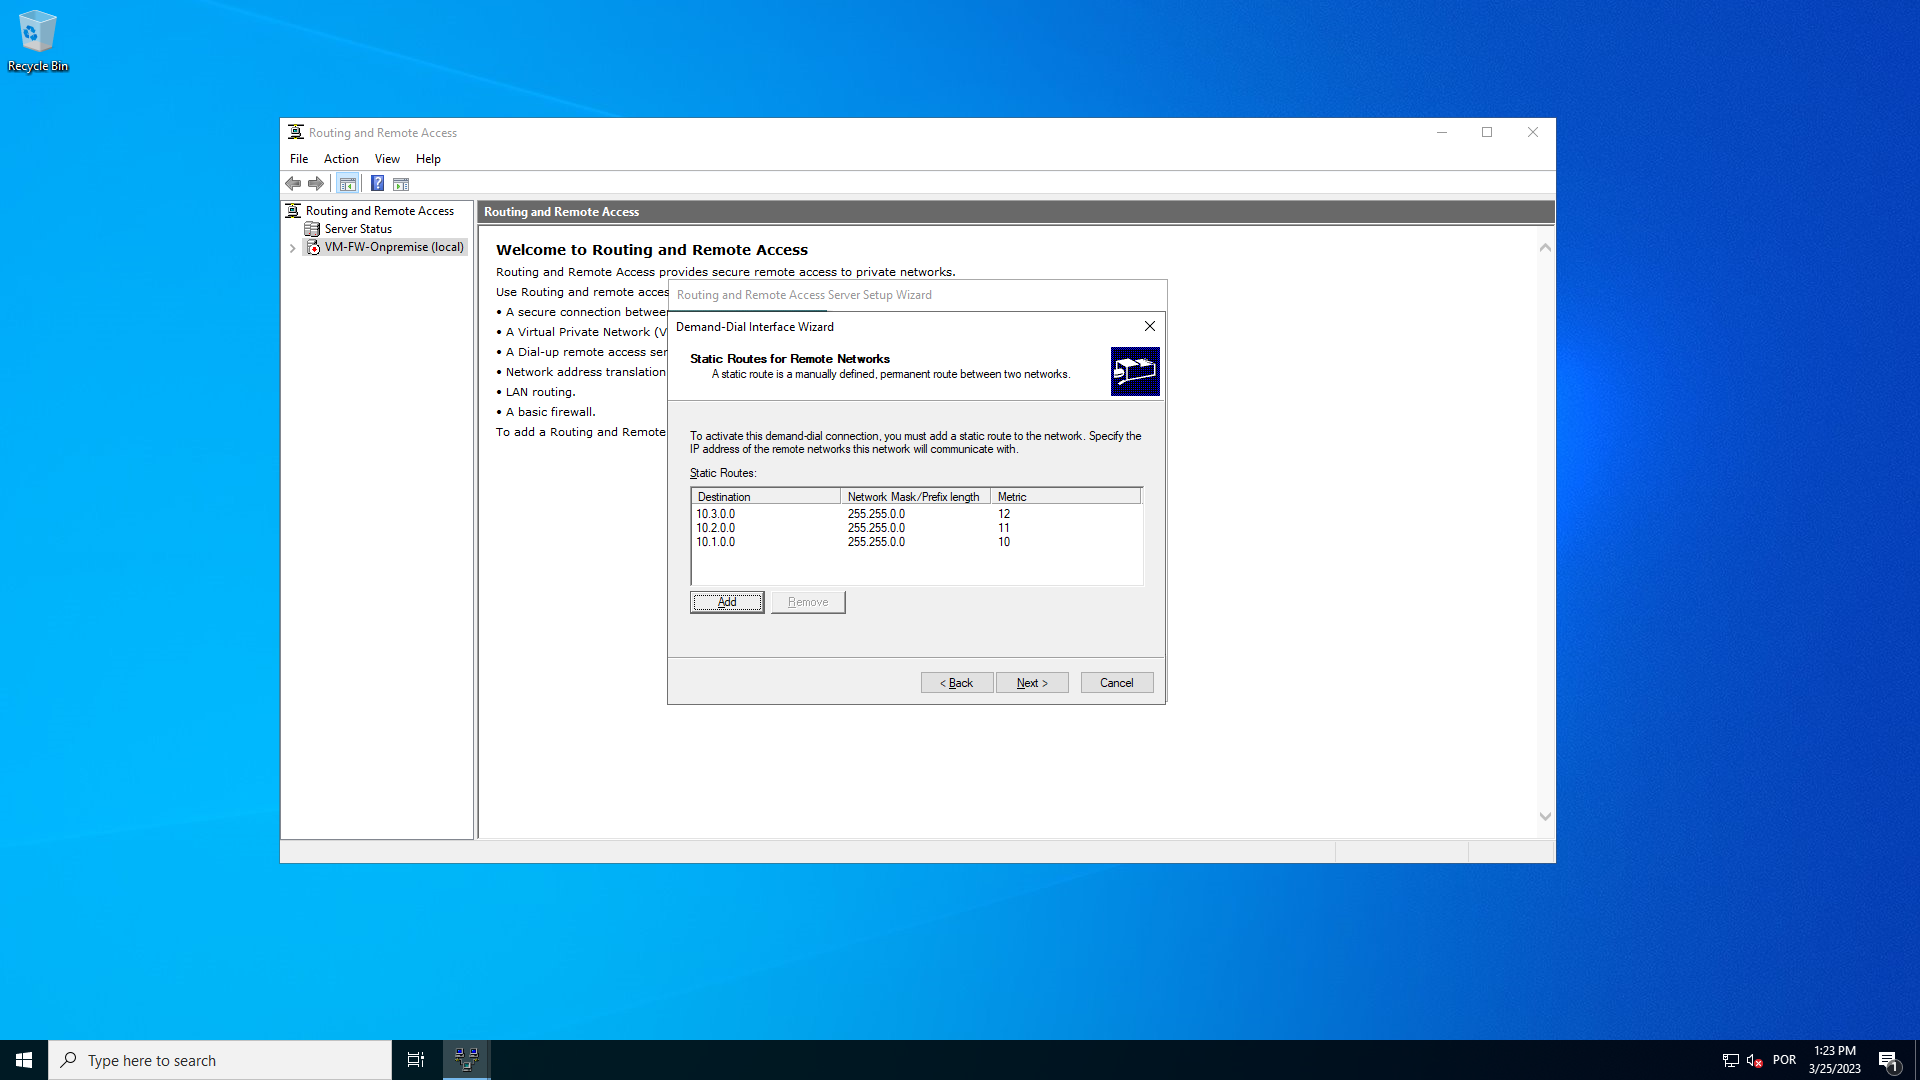 Recycle Bin
Routing and Remote Access
File Action View Help
Routing and Remote Access
Server Status
VM-FW-Onpremise (local)
Routing and Remote Access
Welcome to Routing and Remote Access
Routing and Remote Access provides secure remote access to private networks.
Use Routing and remote acces
• A secure connection betwee
• A Virtual Private Network (V
• A Dial-up remote access ser
• Network address translation
• LAN routing.
• A basic firewall.
To add a Routing and Remote
Routing and Remote Access Server Setup Wizard
Demand-Dial Interface Wizard
Static Routes for Remote Networks
A static route is a manually defined, permanent route between two networks.
To activate this demand-dial connection, you must add a static route to the network. Specify the
IP address of the remote networks this network will communicate with.
Static Routes:
Destination Network Mask/Prefix length Metric
10.3.0.0 255.255.0.0 12
10.2.0.0 255.255.0.0 11
10.1.0.0 255.255.0.0 10
Add Remove
< Back Next > Cancel
Type here to search
POR
1:23 PM
3/25/2023
1